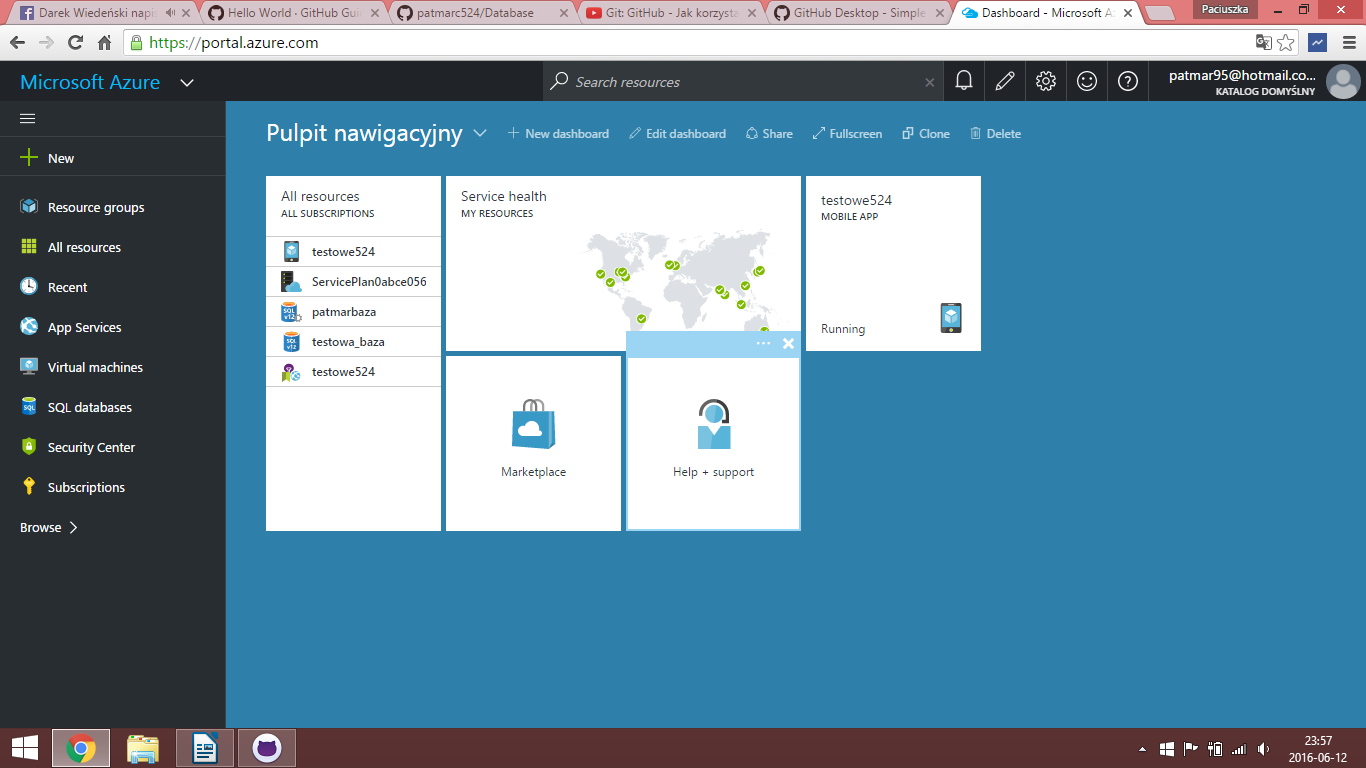 Darek Wiedeński napis
Hello World · GitHub Guid
patmarc524/Database
Git: GitHub - Jak korzysta
GitHub Desktop - Simple
Dashboard - Microsoft A
Paciuszka
https://portal.azure.com
Microsoft Azure
Search resources
patmar95@hotmail.co...
KATALOG DOMYŚLNY
Pulpit nawigacyjny
New dashboard
Edit dashboard
Share
Fullscreen
Clone
Delete
New
Resource groups
All resources
Recent
App Services
Virtual machines
SQL databases
Security Center
Subscriptions
Browse
All resources
ALL SUBSCRIPTIONS
testowe524
ServicePlan0abce056
patmarbaza
testowa_baza
testowe524
Service health
MY RESOURCES
testowe524
MOBILE APP
Running
Marketplace
Help + support
23:57
2016-06-12